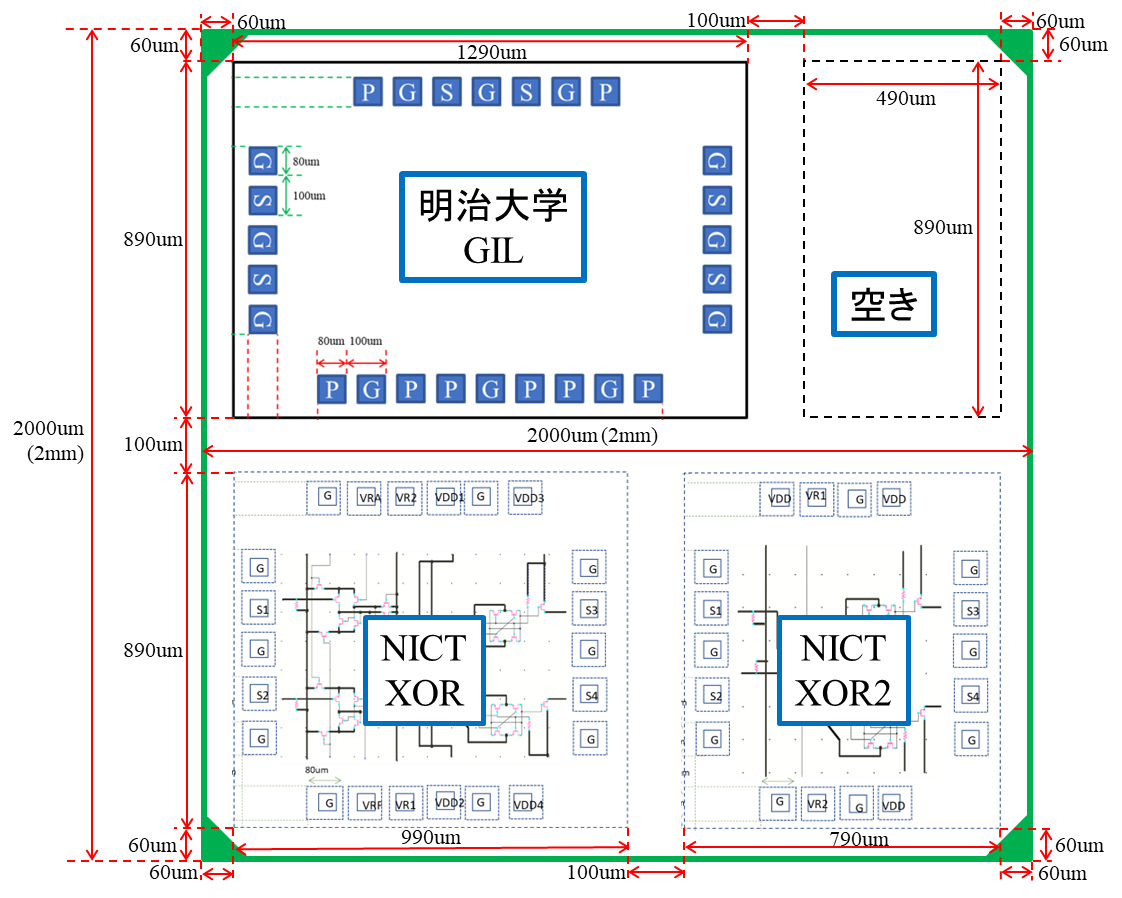 60um
100um
60um
60um
60um
1290um
P G S G S G P
490um
G
S
G
S
G
80um
100um
明治大学
GIL
G
S
G
S
G
890um
890um
空き
80um
100um
P G P P G P P G P
2000um
(2mm)
100um
2000um (2mm)
G VRA VR2 VDD1 G VDD3
VDD VR1 G VDD
G
S1
G
S2
G
G
S3
G
S4
G
G
S1
G
S2
G
G
S3
G
S4
G
890um
NICT
XOR
NICT
XOR2
80um
G VRF VR1 VDD2 G VDD4
G VR2 G VDD
60um
990um
790um
60um
60um
100um
60um